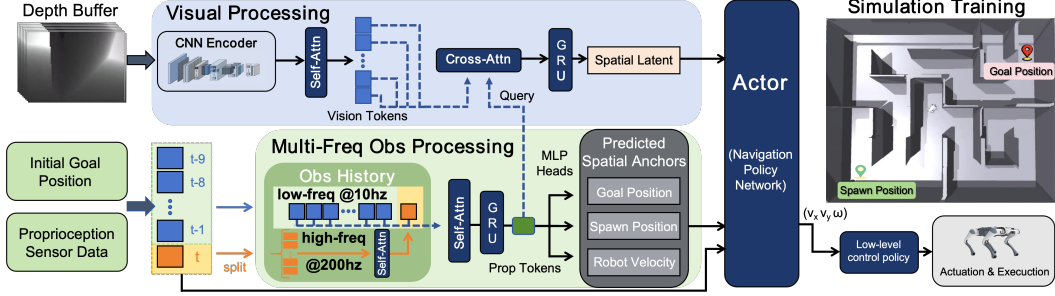 Depth Buffer
Visual Processing
CNN Encoder
Self-Attn
Vision Tokens
Cross-Attn
Query
GRU
Spatial Latent
Actor
(Navigation
Policy
Network)
Simulation Training
Goal Position
Spawn Position
Initial Goal
Position
Proprioception
Sensor Data
t-9
t-8
t-1
t
split
Multi-Freq Obs Processing
Obs History
low-freq @10hz
high-freq
@200hz
Self-Attn
Self-Attn
GRU
Prop Tokens
MLP
Heads
Predicted
Spatial Anchors
Goal Position
Spawn Position
Robot Velocity
(vₓ vᵧ ω)
Low-level
control policy
Actuation & Execution